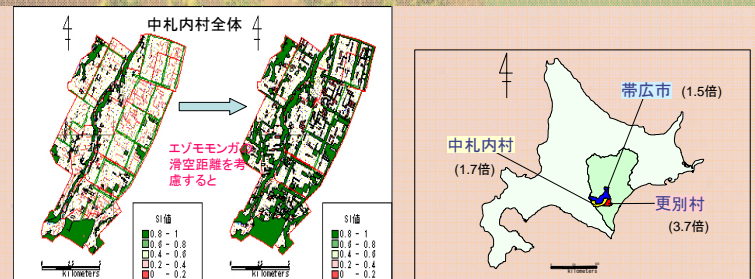 中札内村全体
4
4
エゾモモンガの
滑空距離を考
慮すると
SI値
0.8 - 1
0.6 - 0.8
0.4 - 0.6
0.2 - 0.4
0 - 0.2
kilometers
SI値
0.8 - 1
0.6 - 0.8
0.4 - 0.6
0.2 - 0.4
0 - 0.2
kilometers
4
帯広市 (1.5倍)
中札内村
(1.7倍)
更別村
(3.7倍)
kilometers